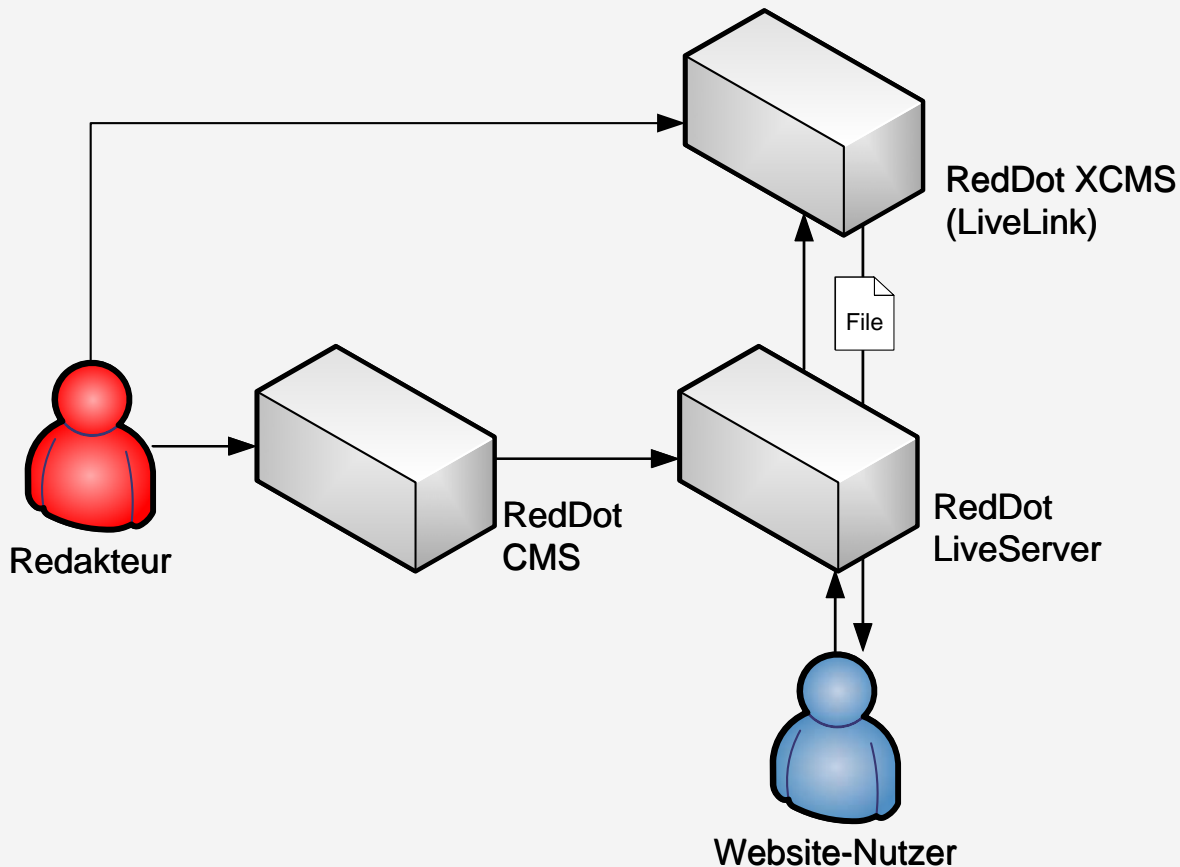 RedDot XCMS
(LiveLink)
File
RedDot
CMS
RedDot
LiveServer
Redakteur
Website-Nutzer